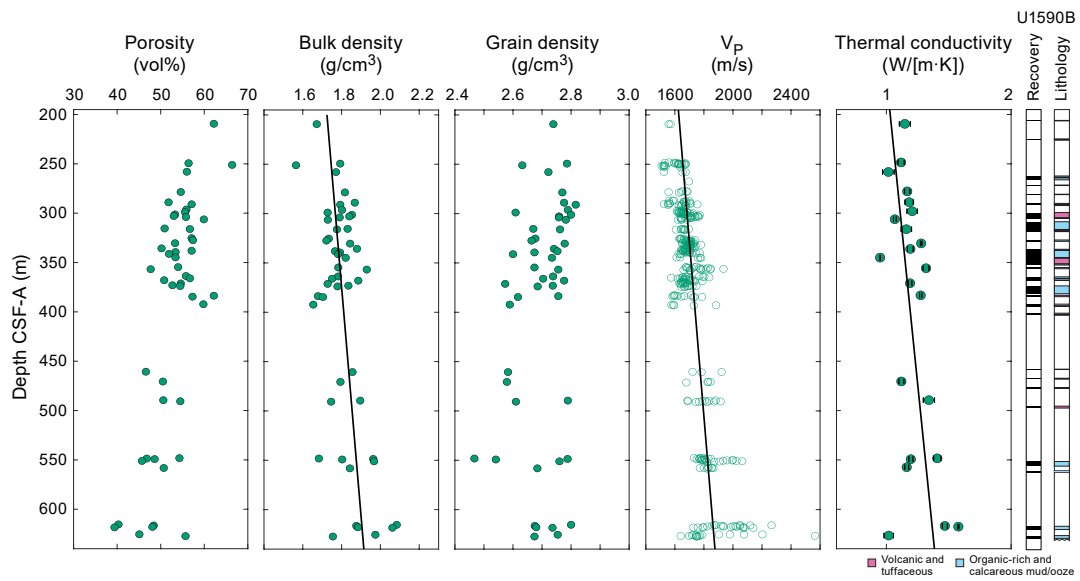 U1590B
Porosity
(vol%)
Bulk density
(g/cm³)
Grain density
(g/cm³)
V_P
(m/s)
Thermal conductivity
(W/[m·K])
Recovery
Lithology
30 40 50 60 70
1.4 1.6 1.8 2.0 2.2
2.4 2.6 2.8 3.0
1600 2000 2400
1 2
Depth CSF-A (m)
200
250
300
350
400
450
500
550
600
Volcanic and
tuffaceous
Organic-rich and
calcareous mud/ooze